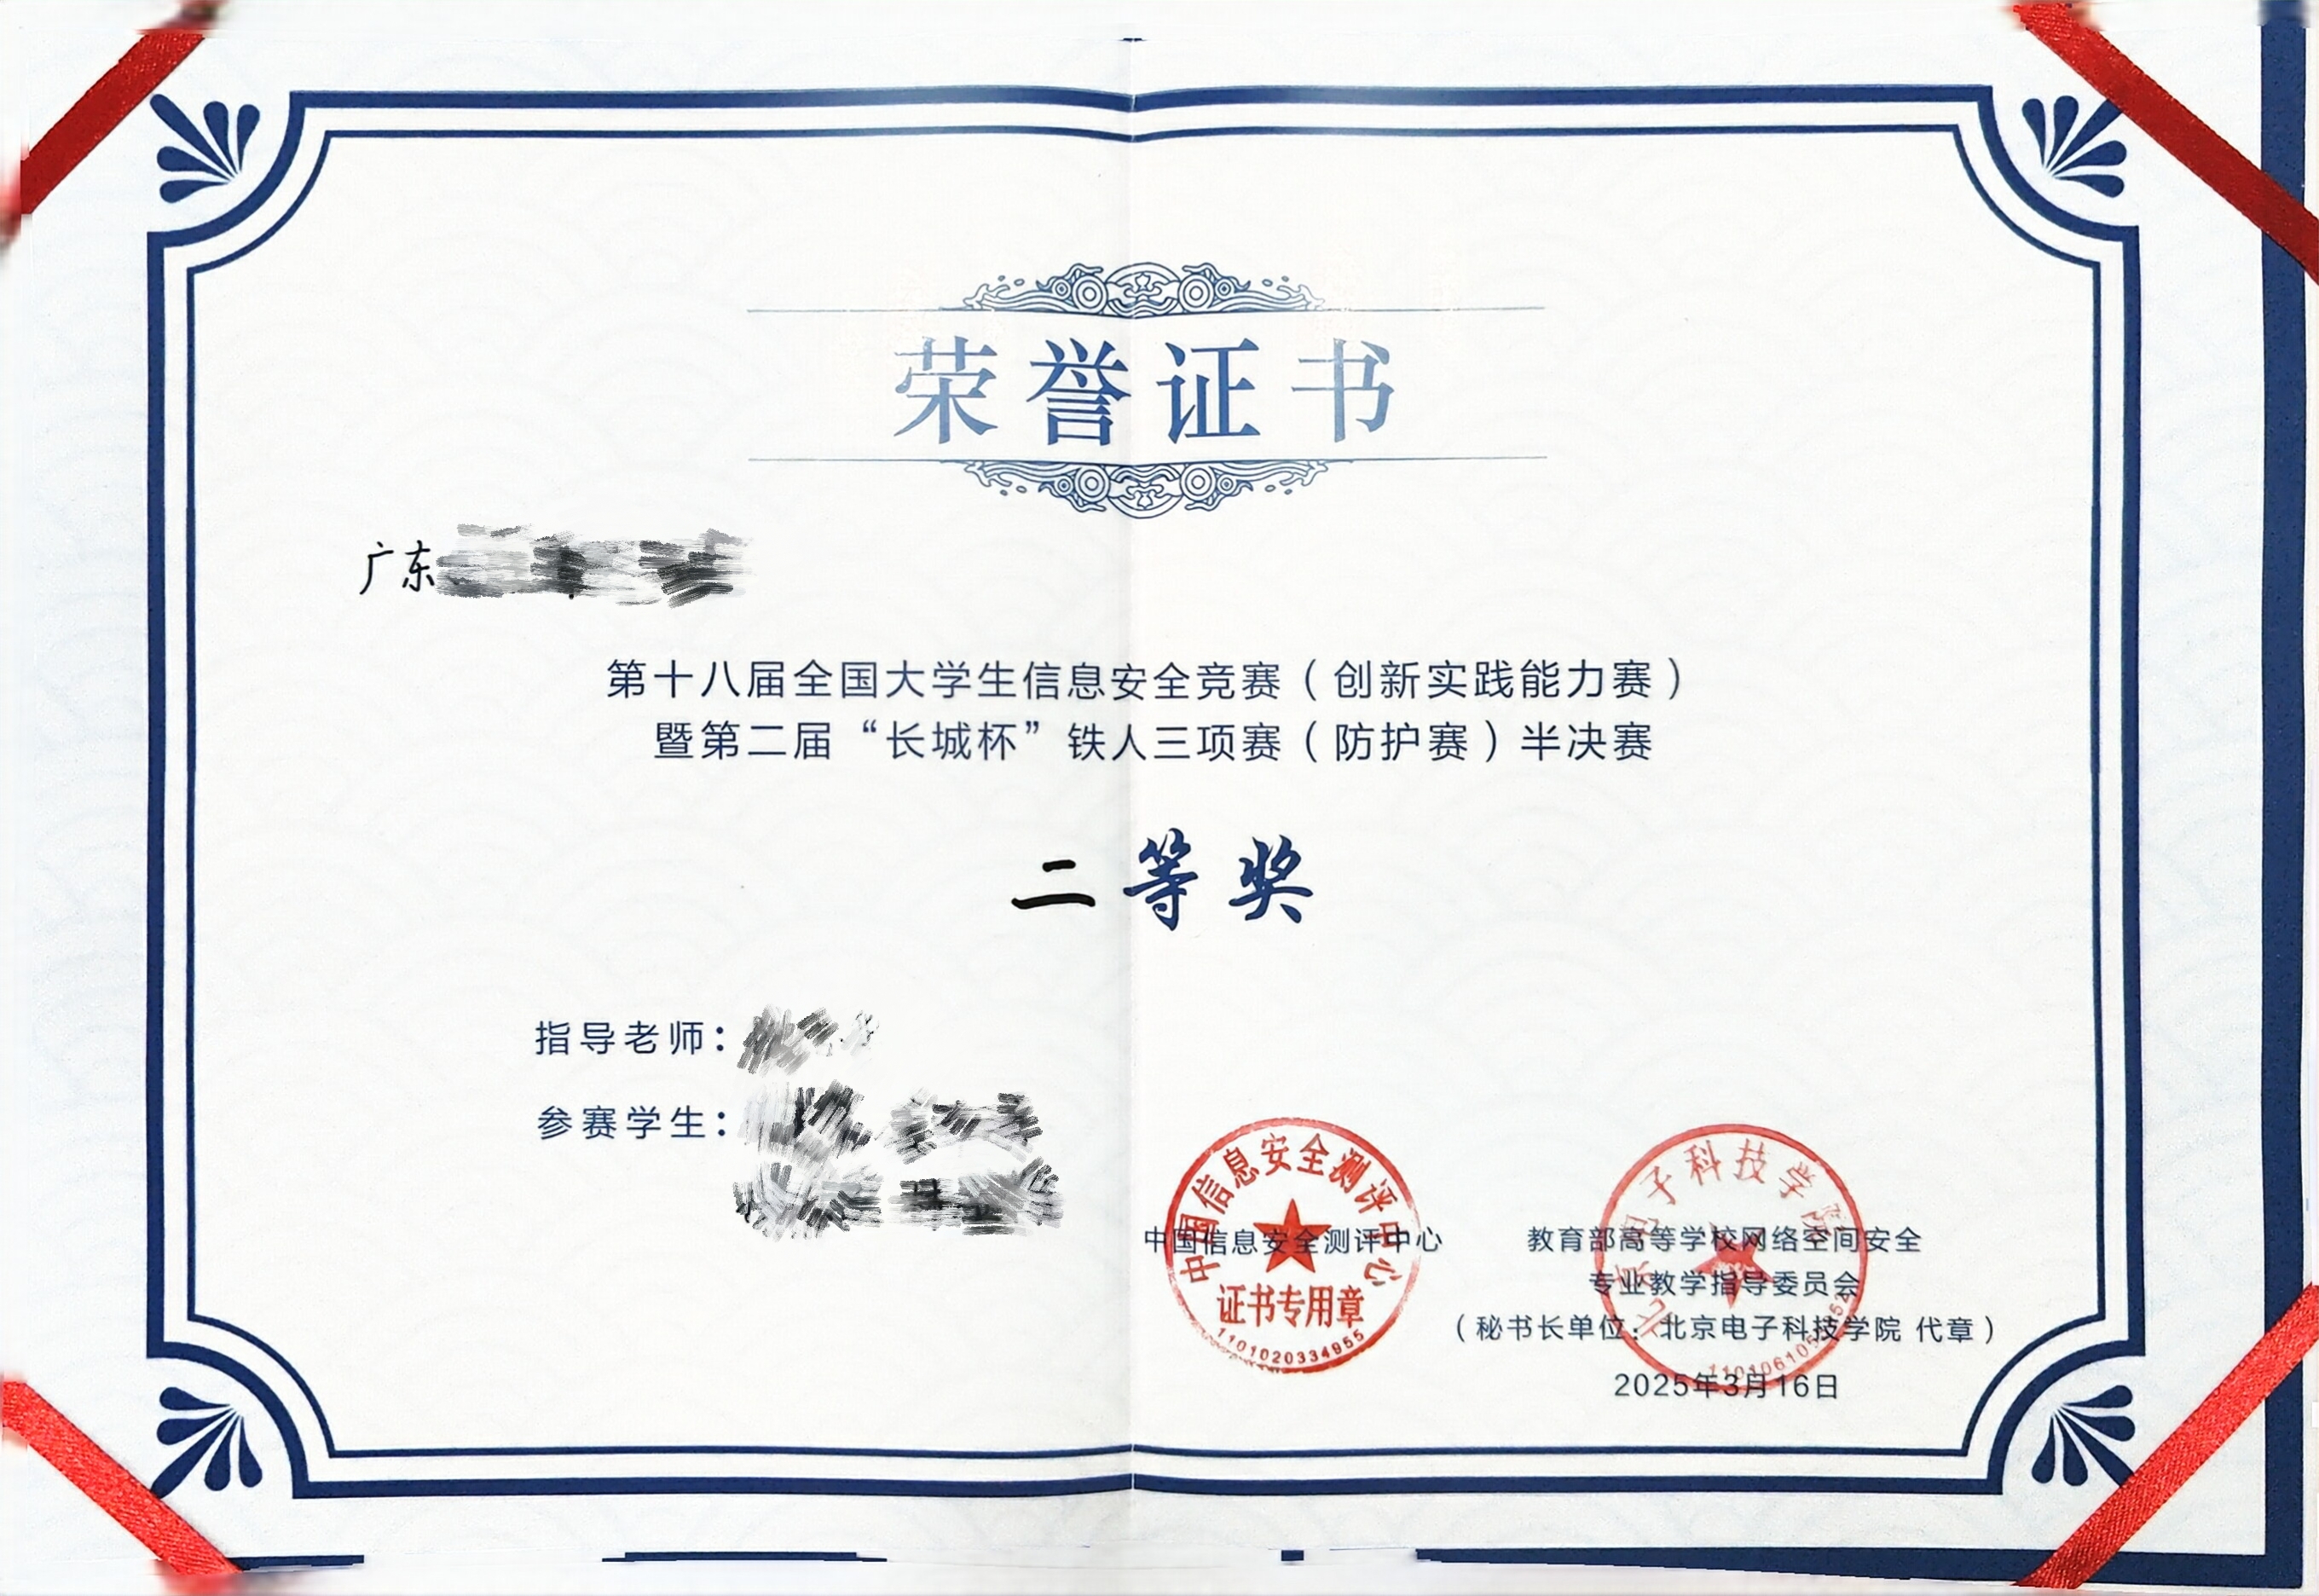 荣誉证书
广东
第十八届全国大学生信息安全竞赛（创新实践能力赛）
暨第二届“长城杯”铁人三项赛（防护赛）半决赛
二等奖
指导老师：
参赛学生：
中国信息安全测评中心
证书专用章
1101020334955
中国信息安全测评中心
北京电子科技学院
教育部高等学校网络空间安全
专业教学指导委员会
（秘书长单位：北京电子科技学院 代章）
2025年3月16日